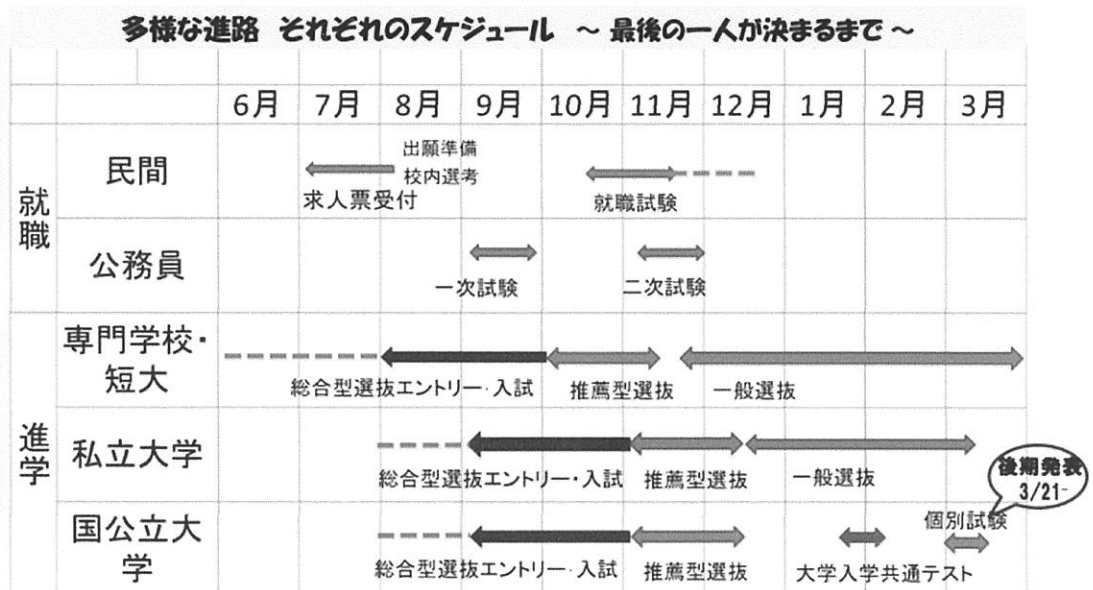 多様な進路 それぞれのスケジュール ～ 最後の一人が決まるまで ～
6月 7月 8月 9月 10月 11月 12月 1月 2月 3月
就職
民間
出願準備
校内選考
求人票受付
就職試験
公務員
一次試験
二次試験
進学
専門学校・
短大
総合型選抜エントリー・入試
推薦型選抜
一般選抜
私立大学
総合型選抜エントリー・入試
推薦型選抜
一般選抜
後期発表
3/21-
国公立大
学
総合型選抜エントリー・入試
推薦型選抜
大学入学共通テスト
個別試験